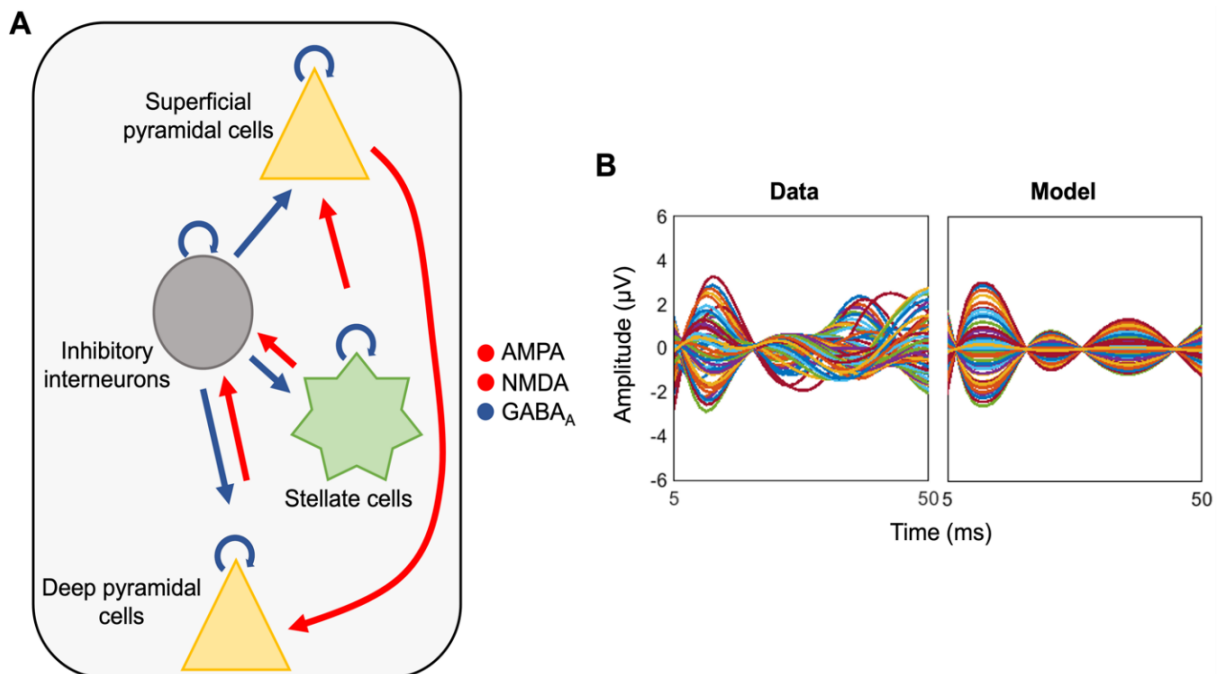 A
Superficial
pyramidal cells
Inhibitory
interneurons
Stellate cells
Deep pyramidal
cells
AMPA
NMDA
GABAA
B
Data
Model
Amplitude (µV)
6
4
2
0
-2
-4
-6
5
50
5
50
Time (ms)